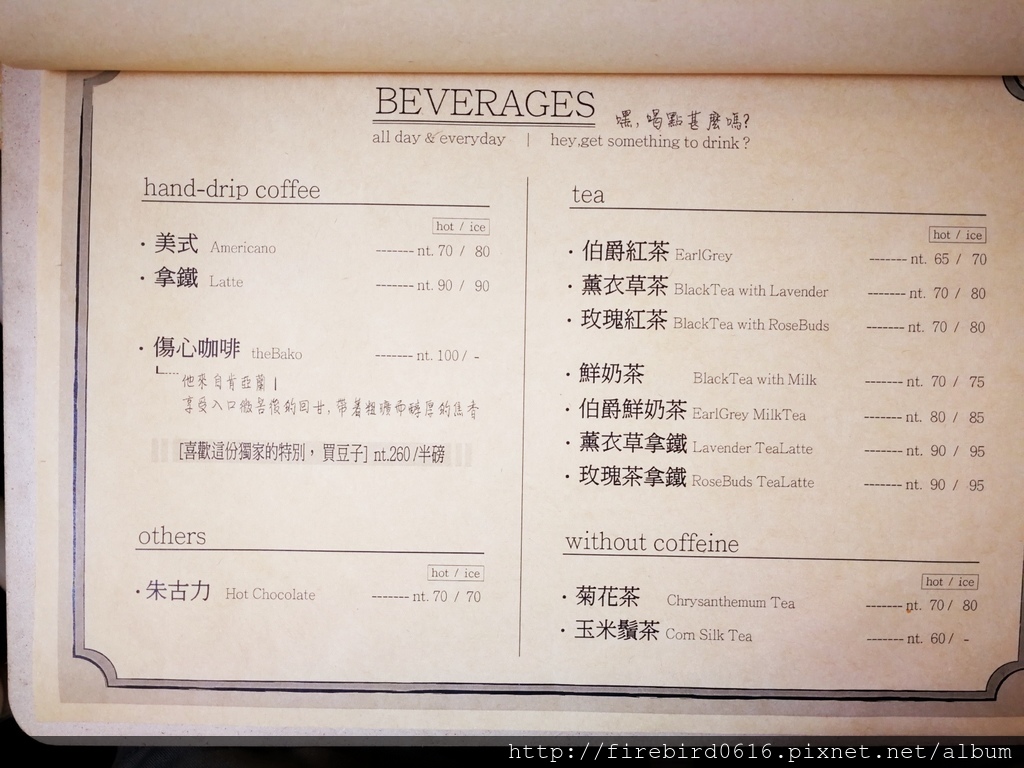 BEVERAGES 嘿,喝點甚麼嗎?
all day & everyday | hey,get something to drink?
hand-drip coffee
hot / ice
·美式 Americano -------nt. 70 / 80
·拿鐵 Latte -------nt. 90 / 90
·傷心咖啡 theBako -------nt. 100 / -
他來自肯亞蘭 |
享受入口微苦後的回甘,帶著粗獷而醇厚的焦香
[喜歡這份獨家的特別,買豆子] nt.260/半磅
others
hot / ice
·朱古力 Hot Chocolate -------nt. 70 / 70
tea
hot / ice
·伯爵紅茶 EarlGrey -------nt. 65 / 70
·薰衣草茶 BlackTea with Lavender -------nt. 70 / 80
·玫瑰紅茶 BlackTea with RoseBuds -------nt. 70 / 80
·鮮奶茶 BlackTea with Milk -------nt. 70 / 75
·伯爵鮮奶茶 EarlGrey MilkTea -------nt. 80 / 85
·薰衣草拿鐵 Lavender TeaLatte -------nt. 90 / 95
·玫瑰茶拿鐵 RoseBuds TeaLatte -------nt. 90 / 95
without coffeine
hot / ice
·菊花茶 Chrysanthemum Tea -------nt. 70 / 80
·玉米鬚茶 Corn Silk Tea -------nt. 60 / -
http://firebird0616.pixnet.net/album